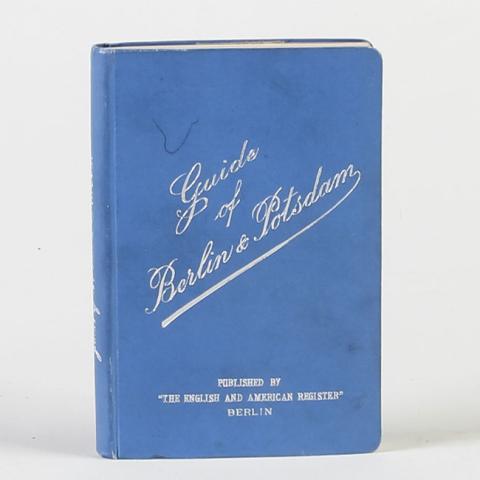 Guide
of
Berlin & Potsdam
PUBLISHED BY
"THE ENGLISH AND AMERICAN REGISTER"
BERLIN